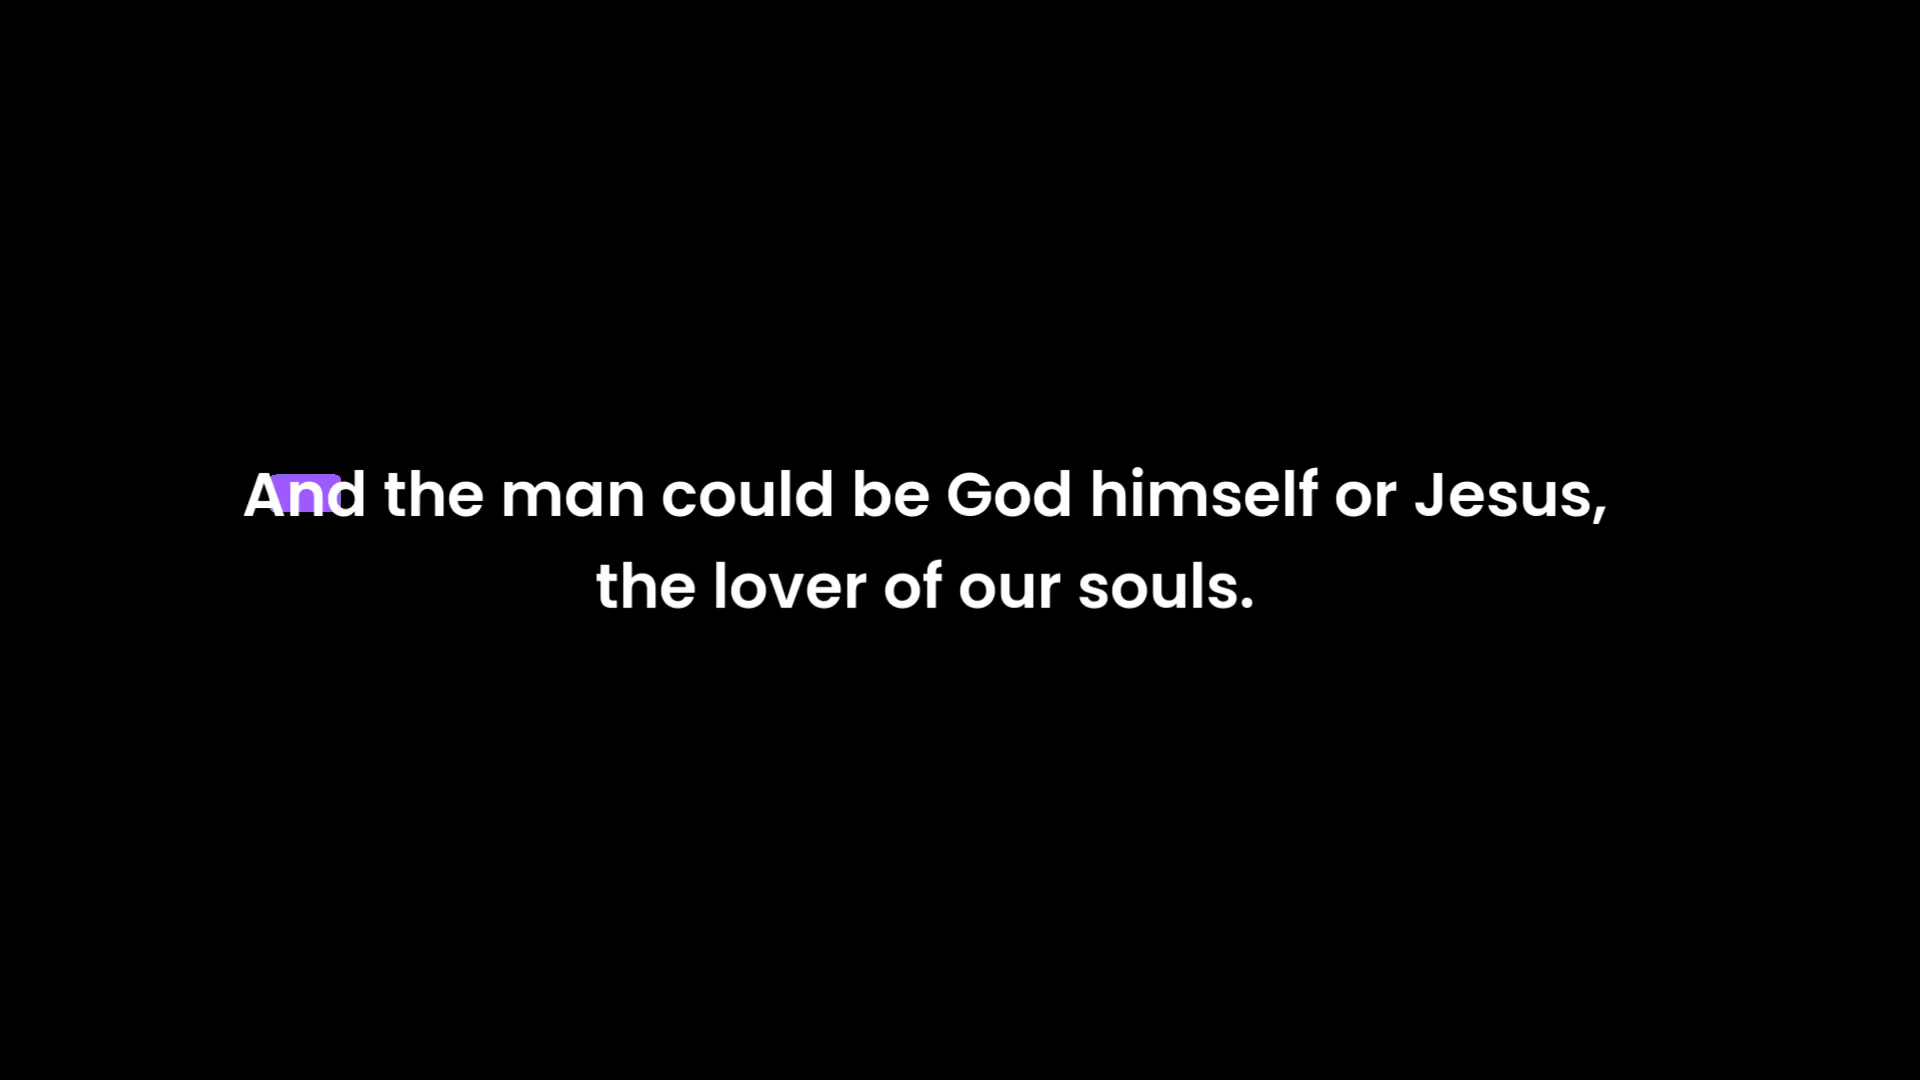 And the man could be God himself or Jesus,
the lover of our souls.